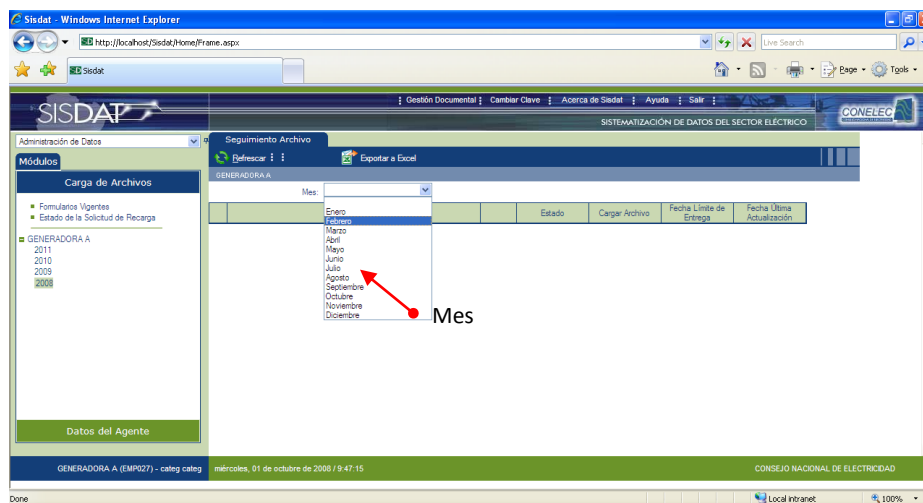 Sisdat - Windows Internet Explorer
http://localhost/Sisdat/Home/Frame.aspx
Live Search
Sisdat
Page
Tools
SISDAT
Gestión Documental
Cambiar Clave
Acerca de Sisdat
Ayuda
Salir
SISTEMATIZACIÓN DE DATOS DEL SECTOR ELÉCTRICO
CONELEC
Administración de Datos
Seguimiento Archivo
Módulos
Refrescar
Exportar a Excel
GENERADORA A
Carga de Archivos
Mes:
Formularios Vigentes
Estado de la Solicitud de Recarga
Estado
Cargar Archivo
Fecha Límite de Entrega
Fecha Última Actualización
Enero
Febrero
Marzo
Abril
Mayo
Junio
Julio
Agosto
Septiembre
Octubre
Noviembre
Diciembre
GENERADORA A
2011
2010
2009
2008
Mes
Datos del Agente
GENERADORA A (EMP027) - categ categ
miércoles, 01 de octubre de 2008 / 9:47:15
CONSEJO NACIONAL DE ELECTRICIDAD
Done
Local intranet
100%